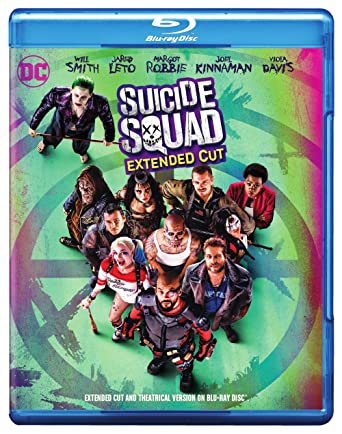 Blu-ray Disc
DC
WILL SMITH JARED LETO MARGOT ROBBIE JOEL KINNAMAN VIOLA DAVIS
SUICIDE
SQUAD
EXTENDED CUT
EXTENDED CUT AND THEATRICAL VERSION ON BLU-RAY DISC™